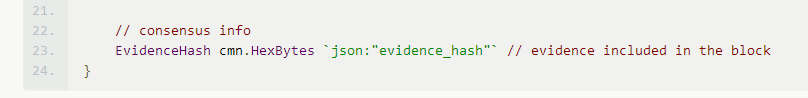 21.
22. // consensus info
23. EvidenceHash cmn.HexBytes `json:"evidence_hash"` // evidence included in the block
24. }